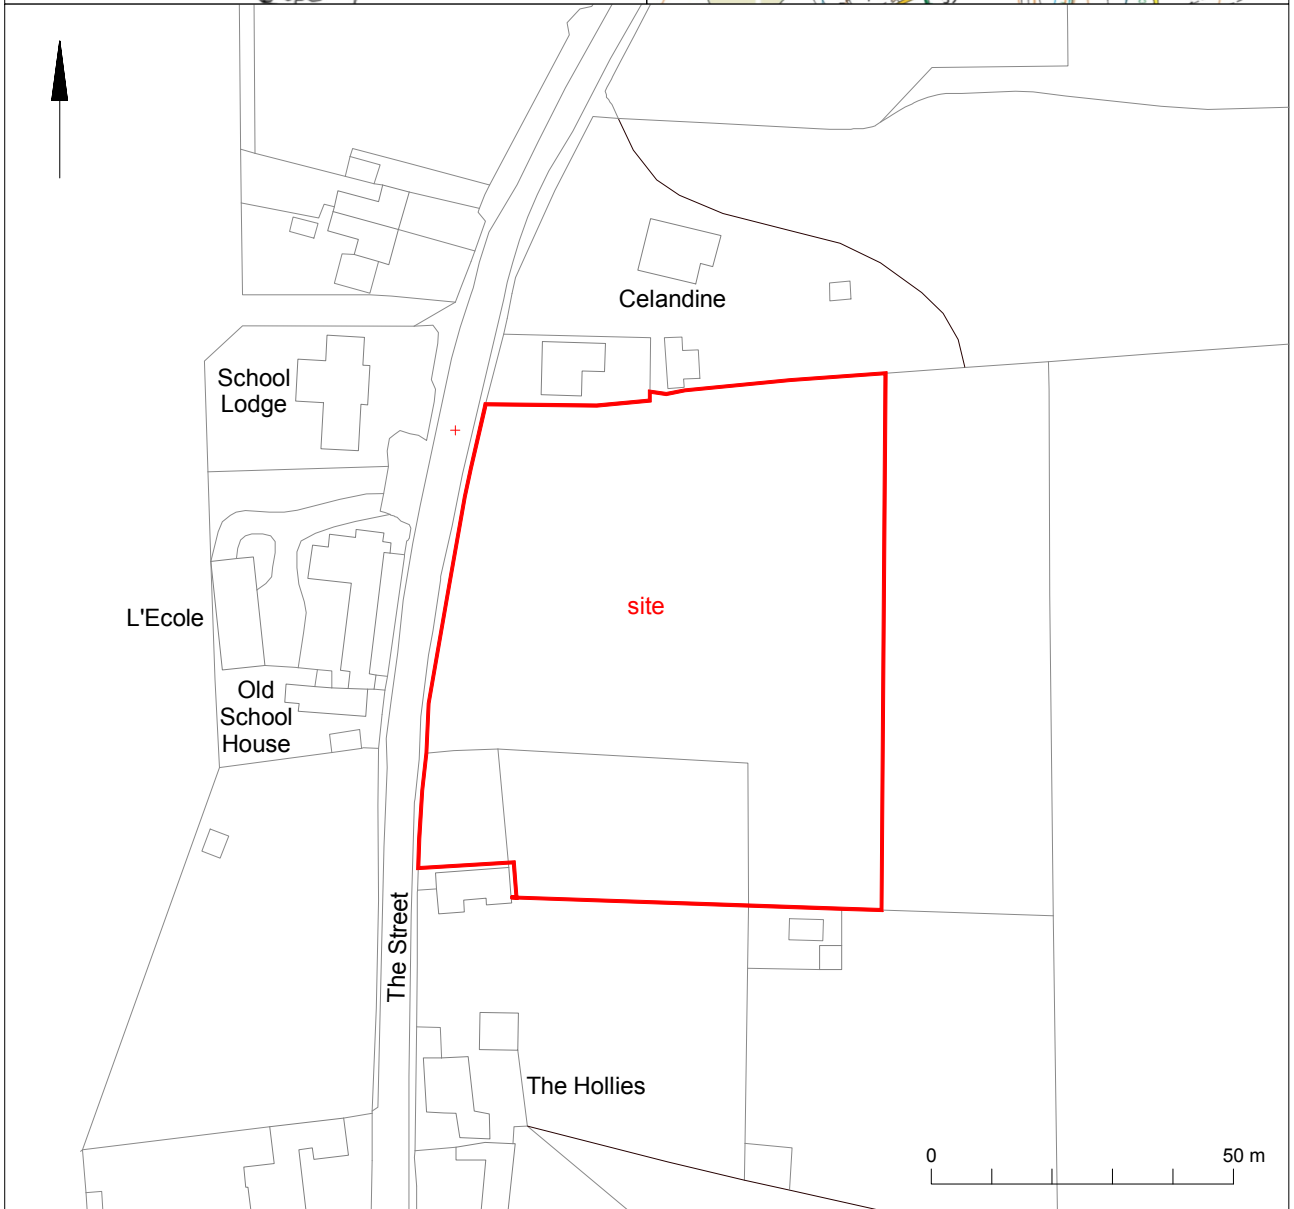 Celandine
School
Lodge
site
L'Ecole
Old
School
House
The Street
The Hollies
0 50 m